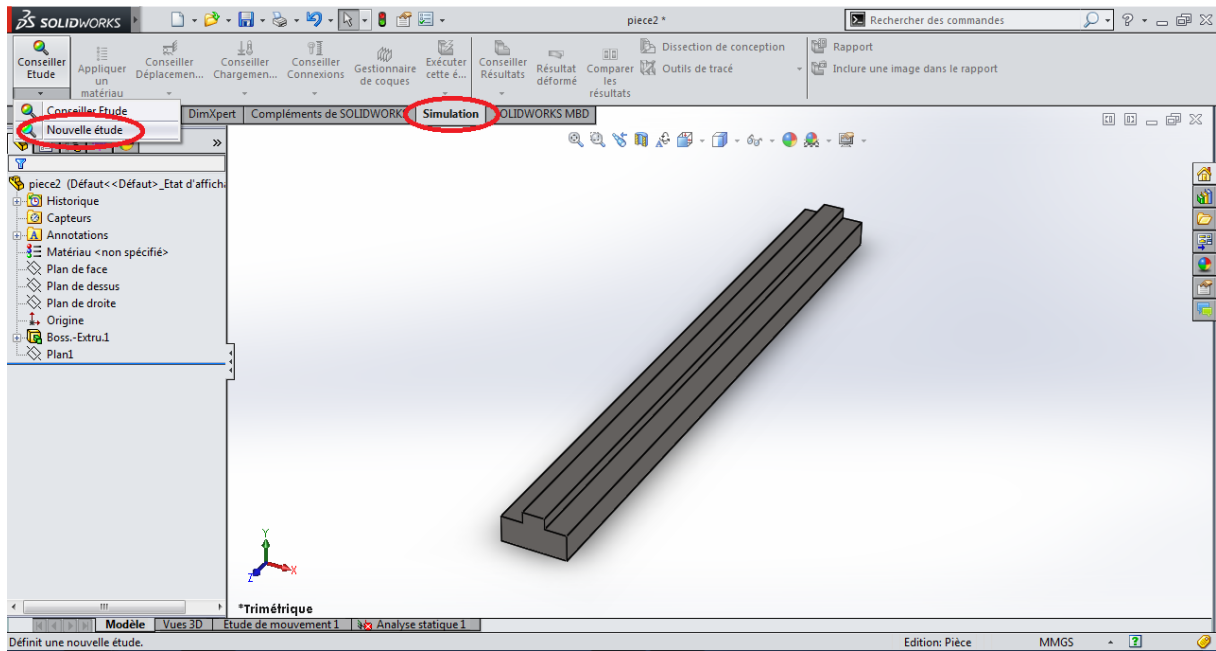 SOLIDWORKS
piece2 *
Rechercher des commandes
Conseiller Etude
Appliquer un matériau
Conseiller Déplacemen...
Conseiller Chargemen...
Conseiller Connexions
Gestionnaire de coques
Exécuter cette é...
Conseiller Résultats
Résultat déformé
Comparer les résultats
Dissection de conception
Outils de tracé
Rapport
Inclure une image dans le rapport
Conseiller Etude
Nouvelle étude
DimXpert
Compléments de SOLIDWORKS
Simulation
SOLIDWORKS MBD
piece2 (Défaut<<Défaut>_Etat d'afficha
Historique
Capteurs
Annotations
Matériau <non spécifié>
Plan de face
Plan de dessus
Plan de droite
Origine
Boss.-Extru.1
Plan1
Y
X
Z
*Trimétrique
Modèle
Vues 3D
Etude de mouvement 1
Analyse statique 1
Définit une nouvelle étude.
Edition: Pièce
MMGS